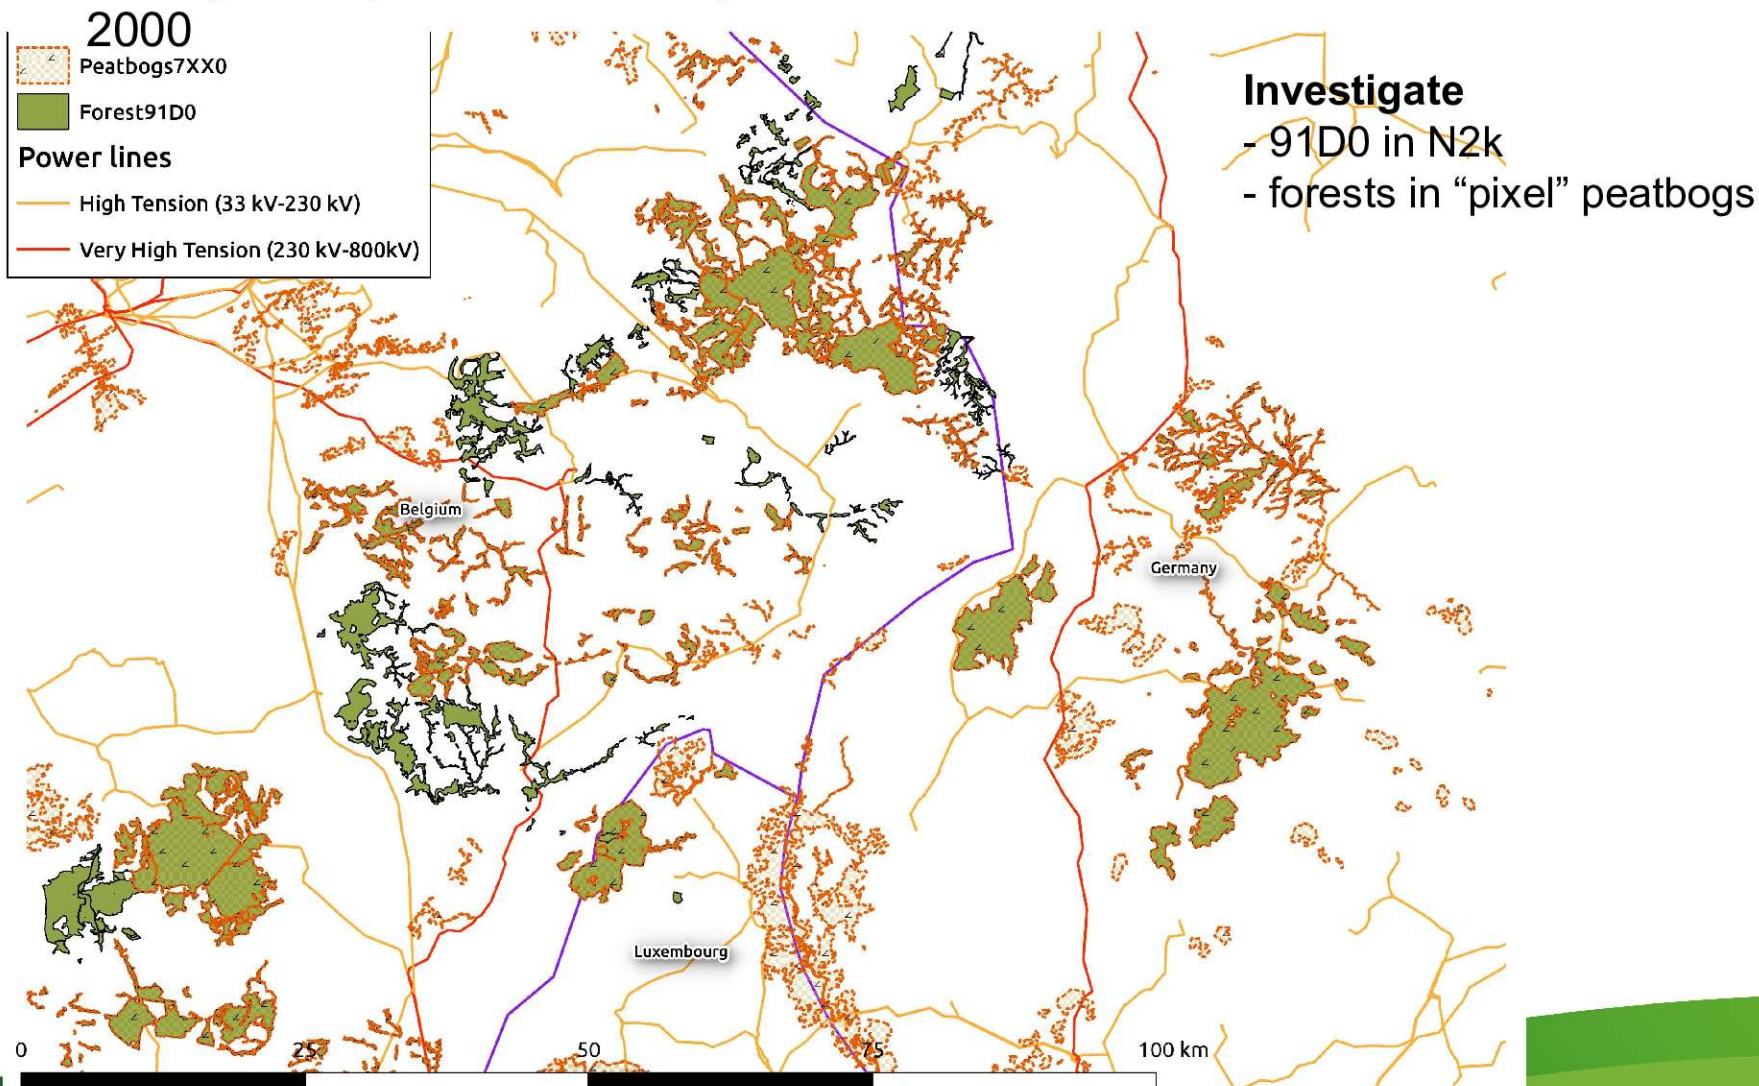 2000
Peatbogs7XX0
Forest91D0
Power lines
High Tension (33 kV-230 kV)
Very High Tension (230 kV-800kV)
Investigate
- 91D0 in N2k
- forests in “pixel” peatbogs
Belgium
Germany
Luxembourg
0 25 50 75 100 km